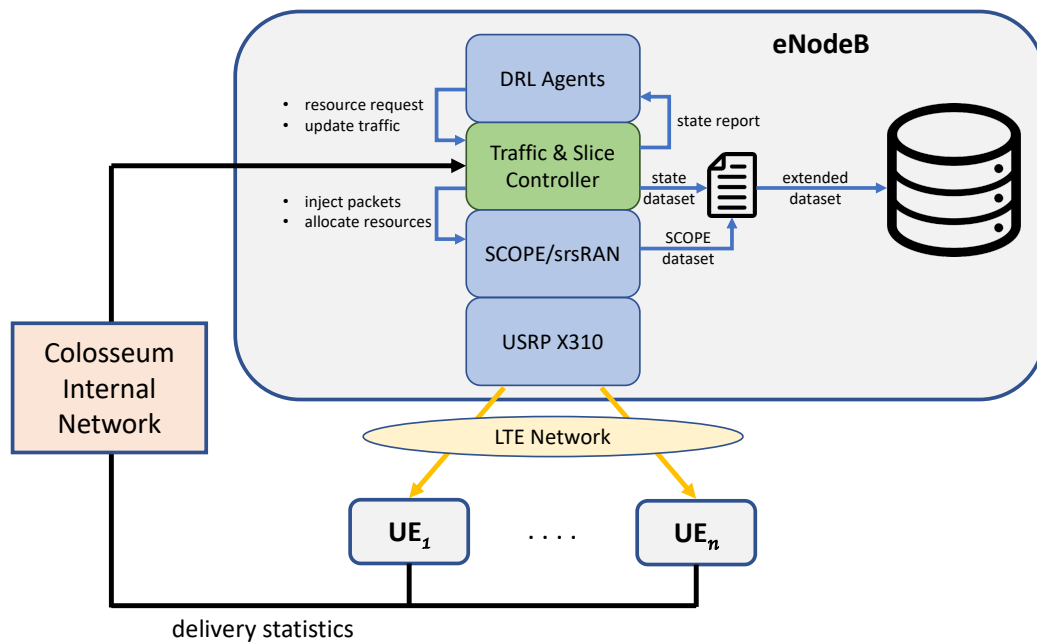 eNodeB
DRL Agents
• resource request
• update traffic
state report
Traffic & Slice
Controller
state
dataset
extended
dataset
• inject packets
• allocate resources
SCOPE/srsRAN
SCOPE
dataset
USRP X310
Colosseum
Internal
Network
LTE Network
UE1
. . . .
UEn
delivery statistics